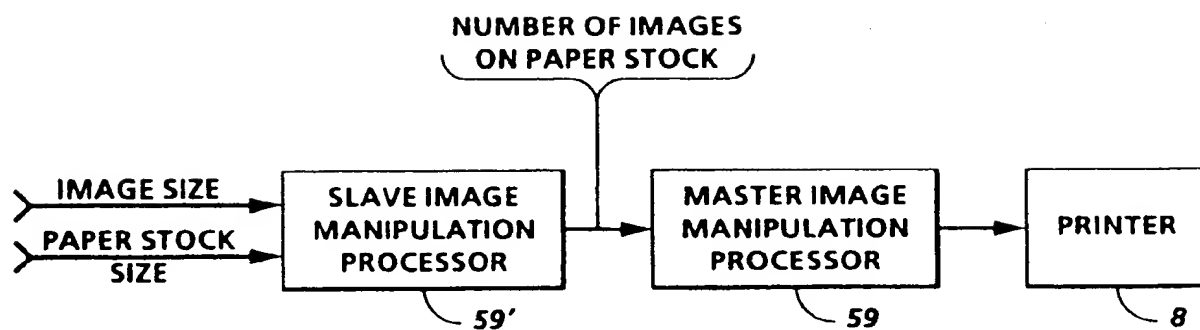 NUMBER OF IMAGES
ON PAPER STOCK
IMAGE SIZE
PAPER STOCK
SIZE
SLAVE IMAGE
MANIPULATION
PROCESSOR
MASTER IMAGE
MANIPULATION
PROCESSOR
PRINTER
59'
59
8